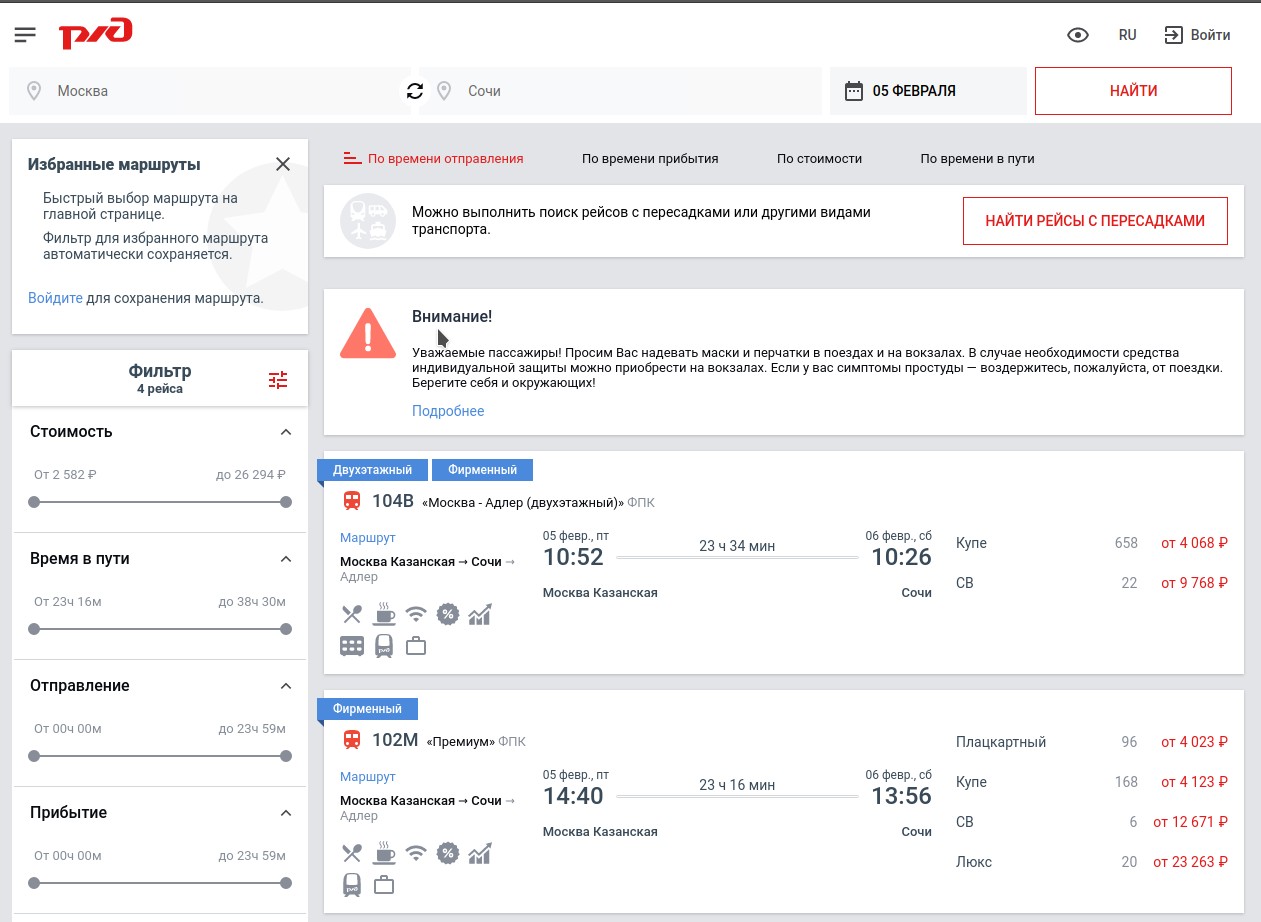 ржд
RU
Войти
Москва
Сочи
05 ФЕВРАЛЯ
НАЙТИ
Избранные маршруты
Быстрый выбор маршрута на
главной странице.
Фильтр для избранного маршрута
автоматически сохраняется.
Войдите для сохранения маршрута.
Фильтр
4 рейса
Стоимость
От 2 582 ₽
до 26 294 ₽
Время в пути
От 23ч 16м
до 38ч 30м
Отправление
От 00ч 00м
до 23ч 59м
Прибытие
От 00ч 00м
до 23ч 59м
По времени отправления
По времени прибытия
По стоимости
По времени в пути
Можно выполнить поиск рейсов с пересадками или другими видами
транспорта.
НАЙТИ РЕЙСЫ С ПЕРЕСАДКАМИ
Внимание!
Уважаемые пассажиры! Просим Вас надевать маски и перчатки в поездах и на вокзалах. В случае необходимости средства
индивидуальной защиты можно приобрести на вокзалах. Если у вас симптомы простуды — воздержитесь, пожалуйста, от поездки.
Берегите себя и окружающих!
Подробнее
Двухэтажный
Фирменный
104В «Москва - Адлер (двухэтажный)» ФПК
Маршрут
Москва Казанская → Сочи →
Адлер
05 февр., пт
10:52
Москва Казанская
23 ч 34 мин
06 февр., сб
10:26
Сочи
Купе 658 от 4 068 ₽
СВ 22 от 9 768 ₽
Фирменный
102М «Премиум» ФПК
Маршрут
Москва Казанская → Сочи →
Адлер
05 февр., пт
14:40
Москва Казанская
23 ч 16 мин
06 февр., сб
13:56
Сочи
Плацкартный 96 от 4 023 ₽
Купе 168 от 4 123 ₽
СВ 6 от 12 671 ₽
Люкс 20 от 23 263 ₽